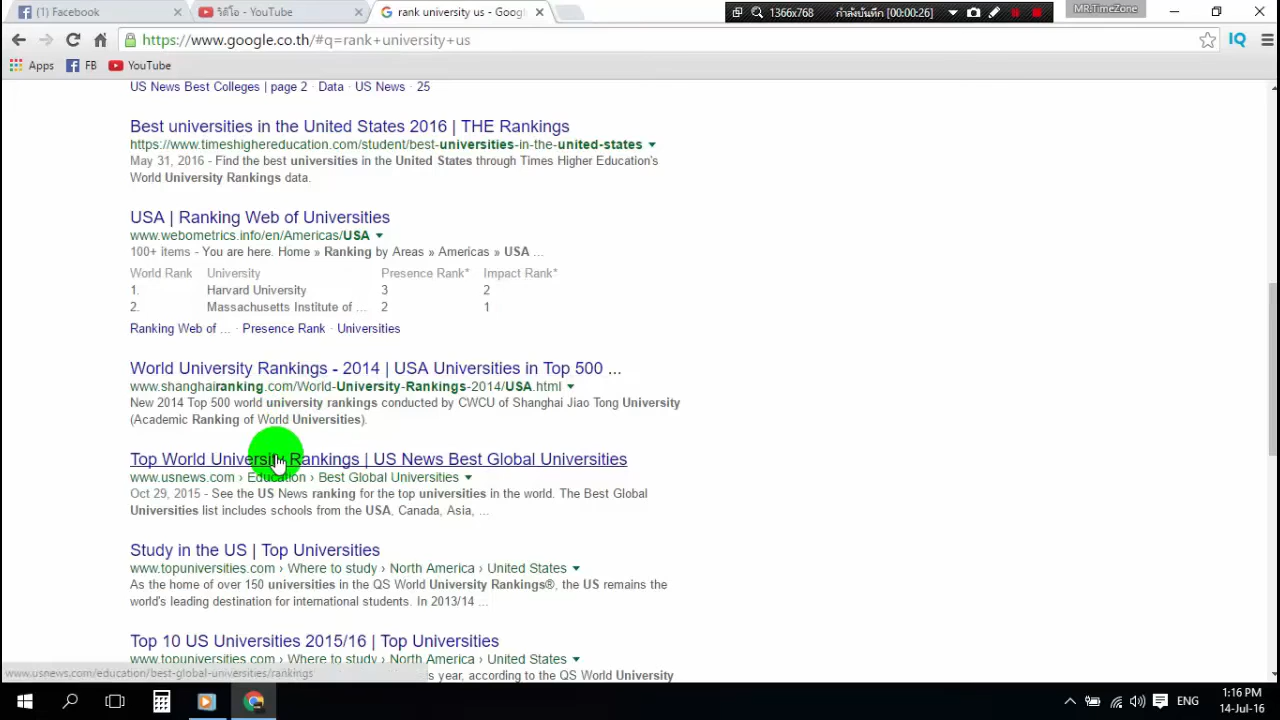 (1) Facebook
วิดีโอ - YouTube
rank university us - Goog
1366x768
กำลังบันทึก [00:00:26]
MR.TimeZone
https://www.google.co.th/#q=rank+university+us
IQ
Apps
FB
YouTube
US News Best Colleges | page 2 · Data · US News · 25
Best universities in the United States 2016 | THE Rankings
https://www.timeshighereducation.com/student/best-universities-in-the-united-states
May 31, 2016 - Find the best universities in the United States through Times Higher Education's
World University Rankings data.
USA | Ranking Web of Universities
www.webometrics.info/en/Americas/USA
100+ items - You are here. Home » Ranking by Areas » Americas » USA ...
World Rank University Presence Rank* Impact Rank*
1. Harvard University 3 2
2. Massachusetts Institute of ... 2 1
Ranking Web of ... · Presence Rank · Universities
World University Rankings - 2014 | USA Universities in Top 500 ...
www.shanghairanking.com/World-University-Rankings-2014/USA.html
New 2014 Top 500 world university rankings conducted by CWCU of Shanghai Jiao Tong University
(Academic Ranking of World Universities).
Top World University Rankings | US News Best Global Universities
www.usnews.com › Education › Best Global Universities
Oct 29, 2015 - See the US News ranking for the top universities in the world. The Best Global
Universities list includes schools from the USA, Canada, Asia, ...
Study in the US | Top Universities
www.topuniversities.com › Where to study › North America › United States
As the home of over 150 universities in the QS World University Rankings®, the US remains the
world's leading destination for international students. In 2013/14 ...
Top 10 US Universities 2015/16 | Top Universities
www.topuniversities.com › Where to study › North America › United States
www.usnews.com/education/best-global-universities/rankings
s year, according to the QS World University
ENG
1:16 PM
14-Jul-16